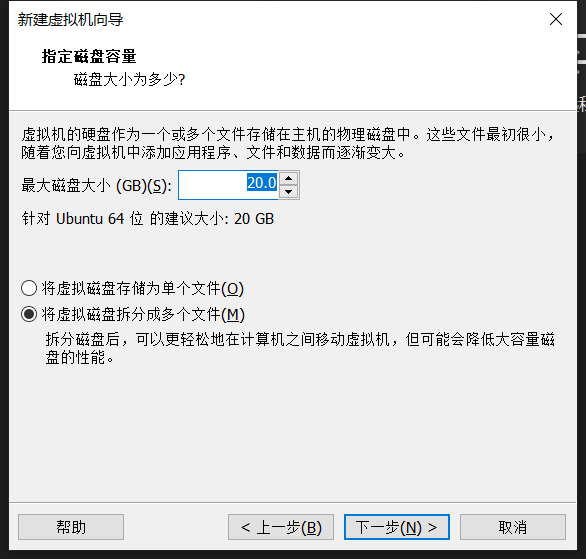 新建虚拟机向导
指定磁盘容量
磁盘大小为多少?
虚拟机的硬盘作为一个或多个文件存储在主机的物理磁盘中。这些文件最初很小，
随着您向虚拟机中添加应用程序、文件和数据而逐渐变大。
最大磁盘大小 (GB)(S): 20.0
针对 Ubuntu 64 位 的建议大小: 20 GB
将虚拟磁盘存储为单个文件(O)
将虚拟磁盘拆分成多个文件(M)
拆分磁盘后，可以更轻松地在计算机之间移动虚拟机，但可能会降低大容量磁
盘的性能。
帮助 < 上一步(B) 下一步(N) > 取消